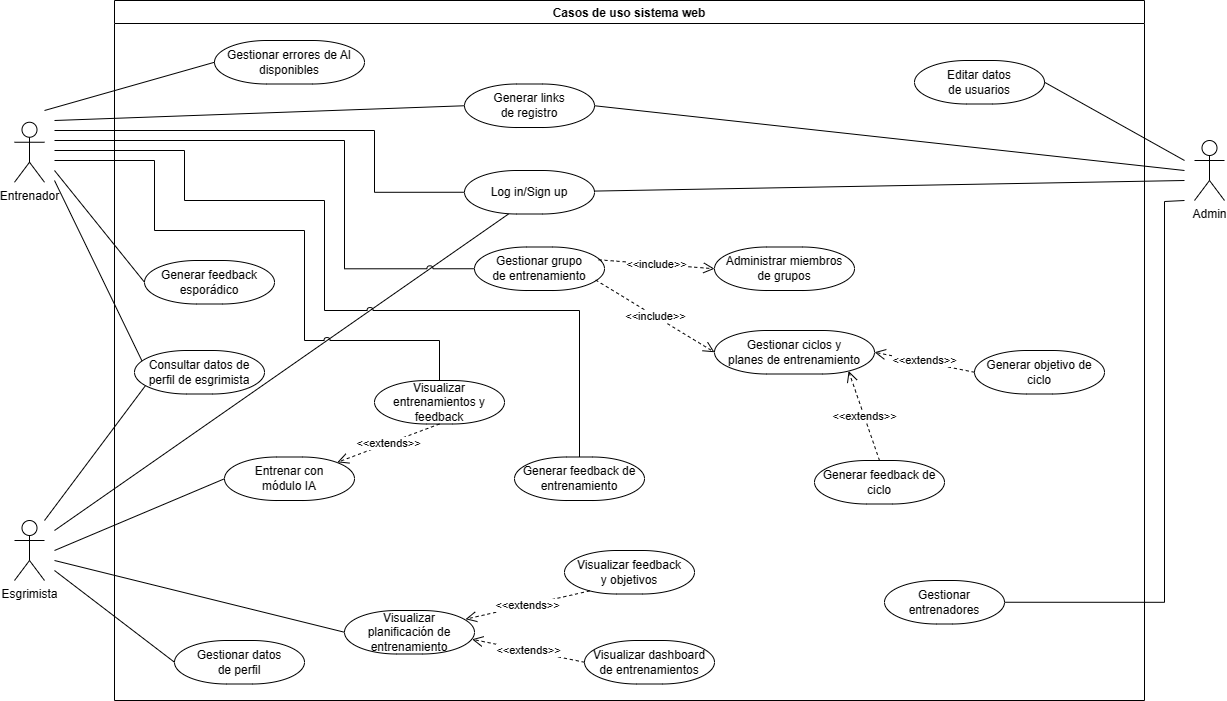 Casos de uso sistema web
Gestionar errores de AI
disponibles
Editar datos
de usuarios
Generar links
de registro
Entrenador
Log in/Sign up
Admin
Gestionar grupo
de entrenamiento
<<include>>
Administrar miembros
de grupos
Generar feedback
esporádico
<<include>>
Gestionar ciclos y
planes de entrenamiento
<<extends>>
Generar objetivo de
ciclo
Consultar datos de
perfil de esgrimista
Visualizar
entrenamientos y
feedback
<<extends>>
<<extends>>
Entrenar con
módulo IA
Generar feedback de
entrenamiento
Generar feedback de
ciclo
Esgrimista
Visualizar feedback
y objetivos
<<extends>>
Gestionar
entrenadores
Visualizar
planificación de
entrenamiento
<<extends>>
Visualizar dashboard
de entrenamientos
Gestionar datos
de perfil